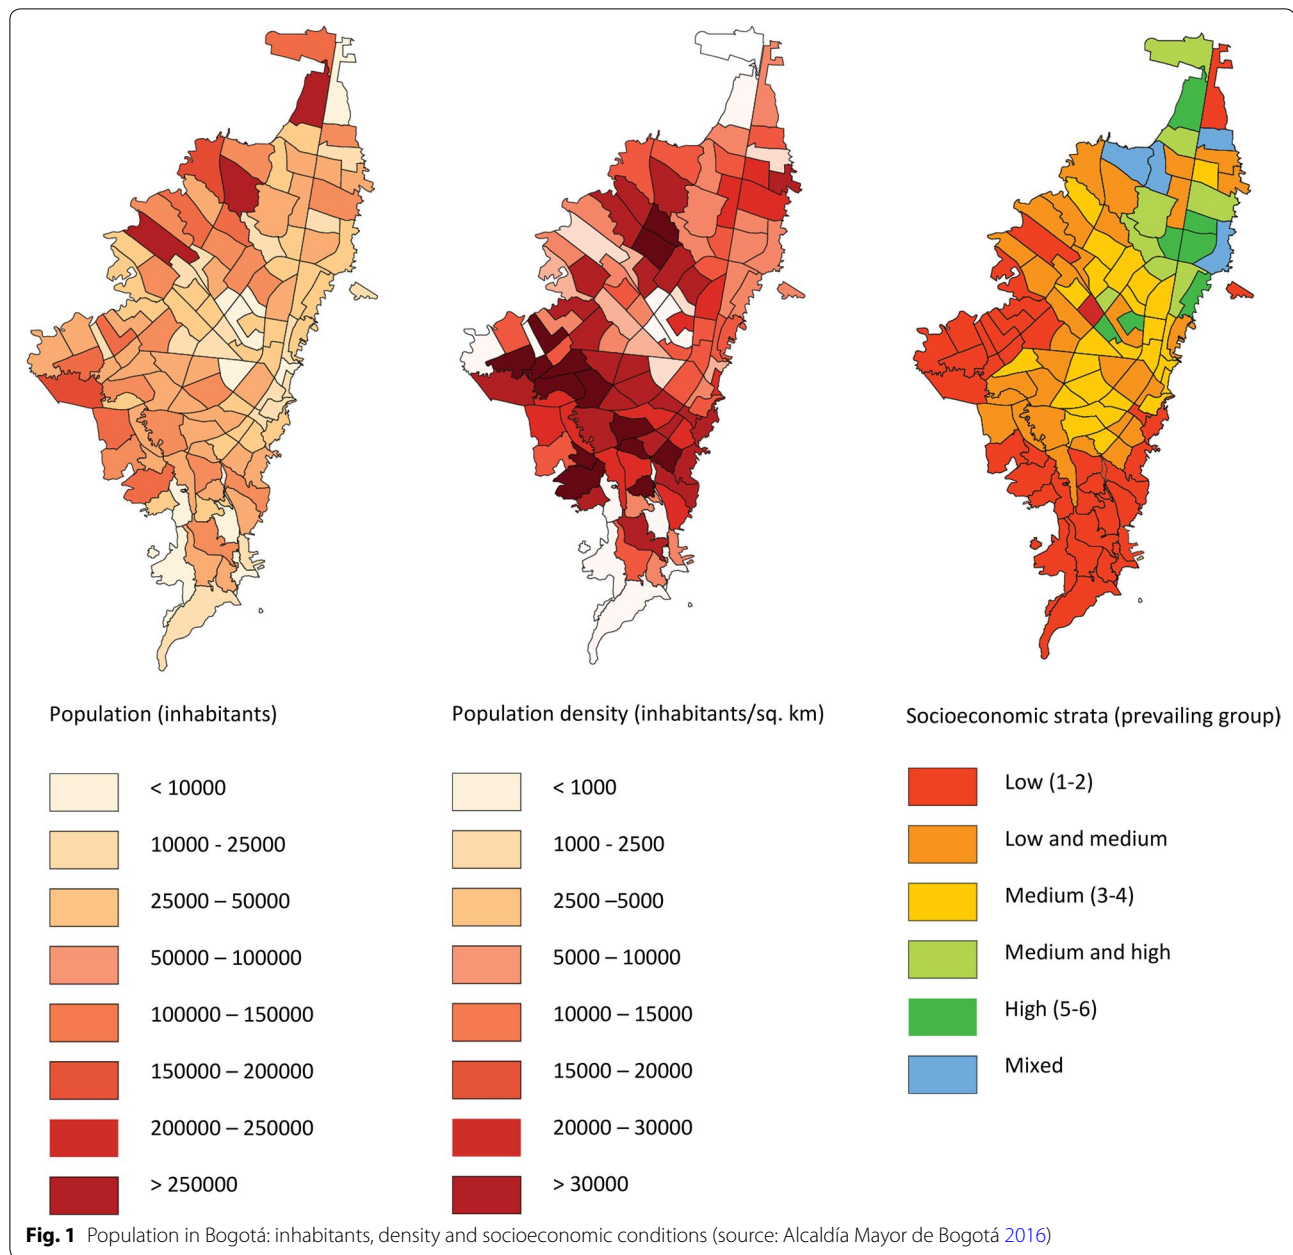 Population (inhabitants)
< 10000
10000 - 25000
25000 – 50000
50000 – 100000
100000 – 150000
150000 – 200000
200000 – 250000
> 250000
Population density (inhabitants/sq. km)
< 1000
1000 - 2500
2500 –5000
5000 – 10000
10000 – 15000
15000 – 20000
20000 – 30000
> 30000
Socioeconomic strata (prevailing group)
Low (1-2)
Low and medium
Medium (3-4)
Medium and high
High (5-6)
Mixed
Fig. 1 Population in Bogotá: inhabitants, density and socioeconomic conditions (source: Alcaldía Mayor de Bogotá 2016)